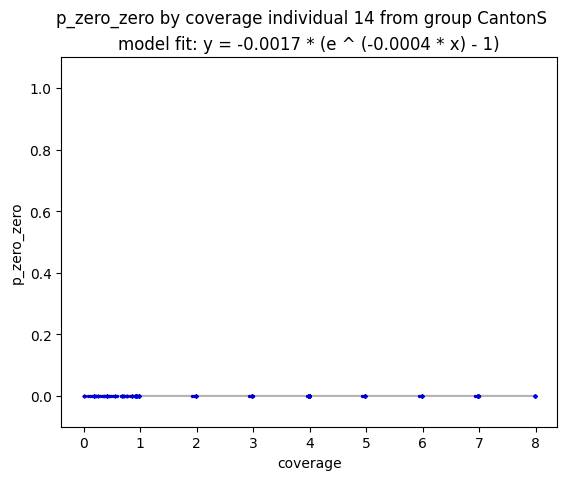 p_zero_zero by coverage individual 14 from group CantonS
model fit: y = -0.0017 * (e ^ (-0.0004 * x) - 1)
1.0
0.8
0.6
0.4
0.2
0.0
p_zero_zero
0 1 2 3 4 5 6 7 8
coverage